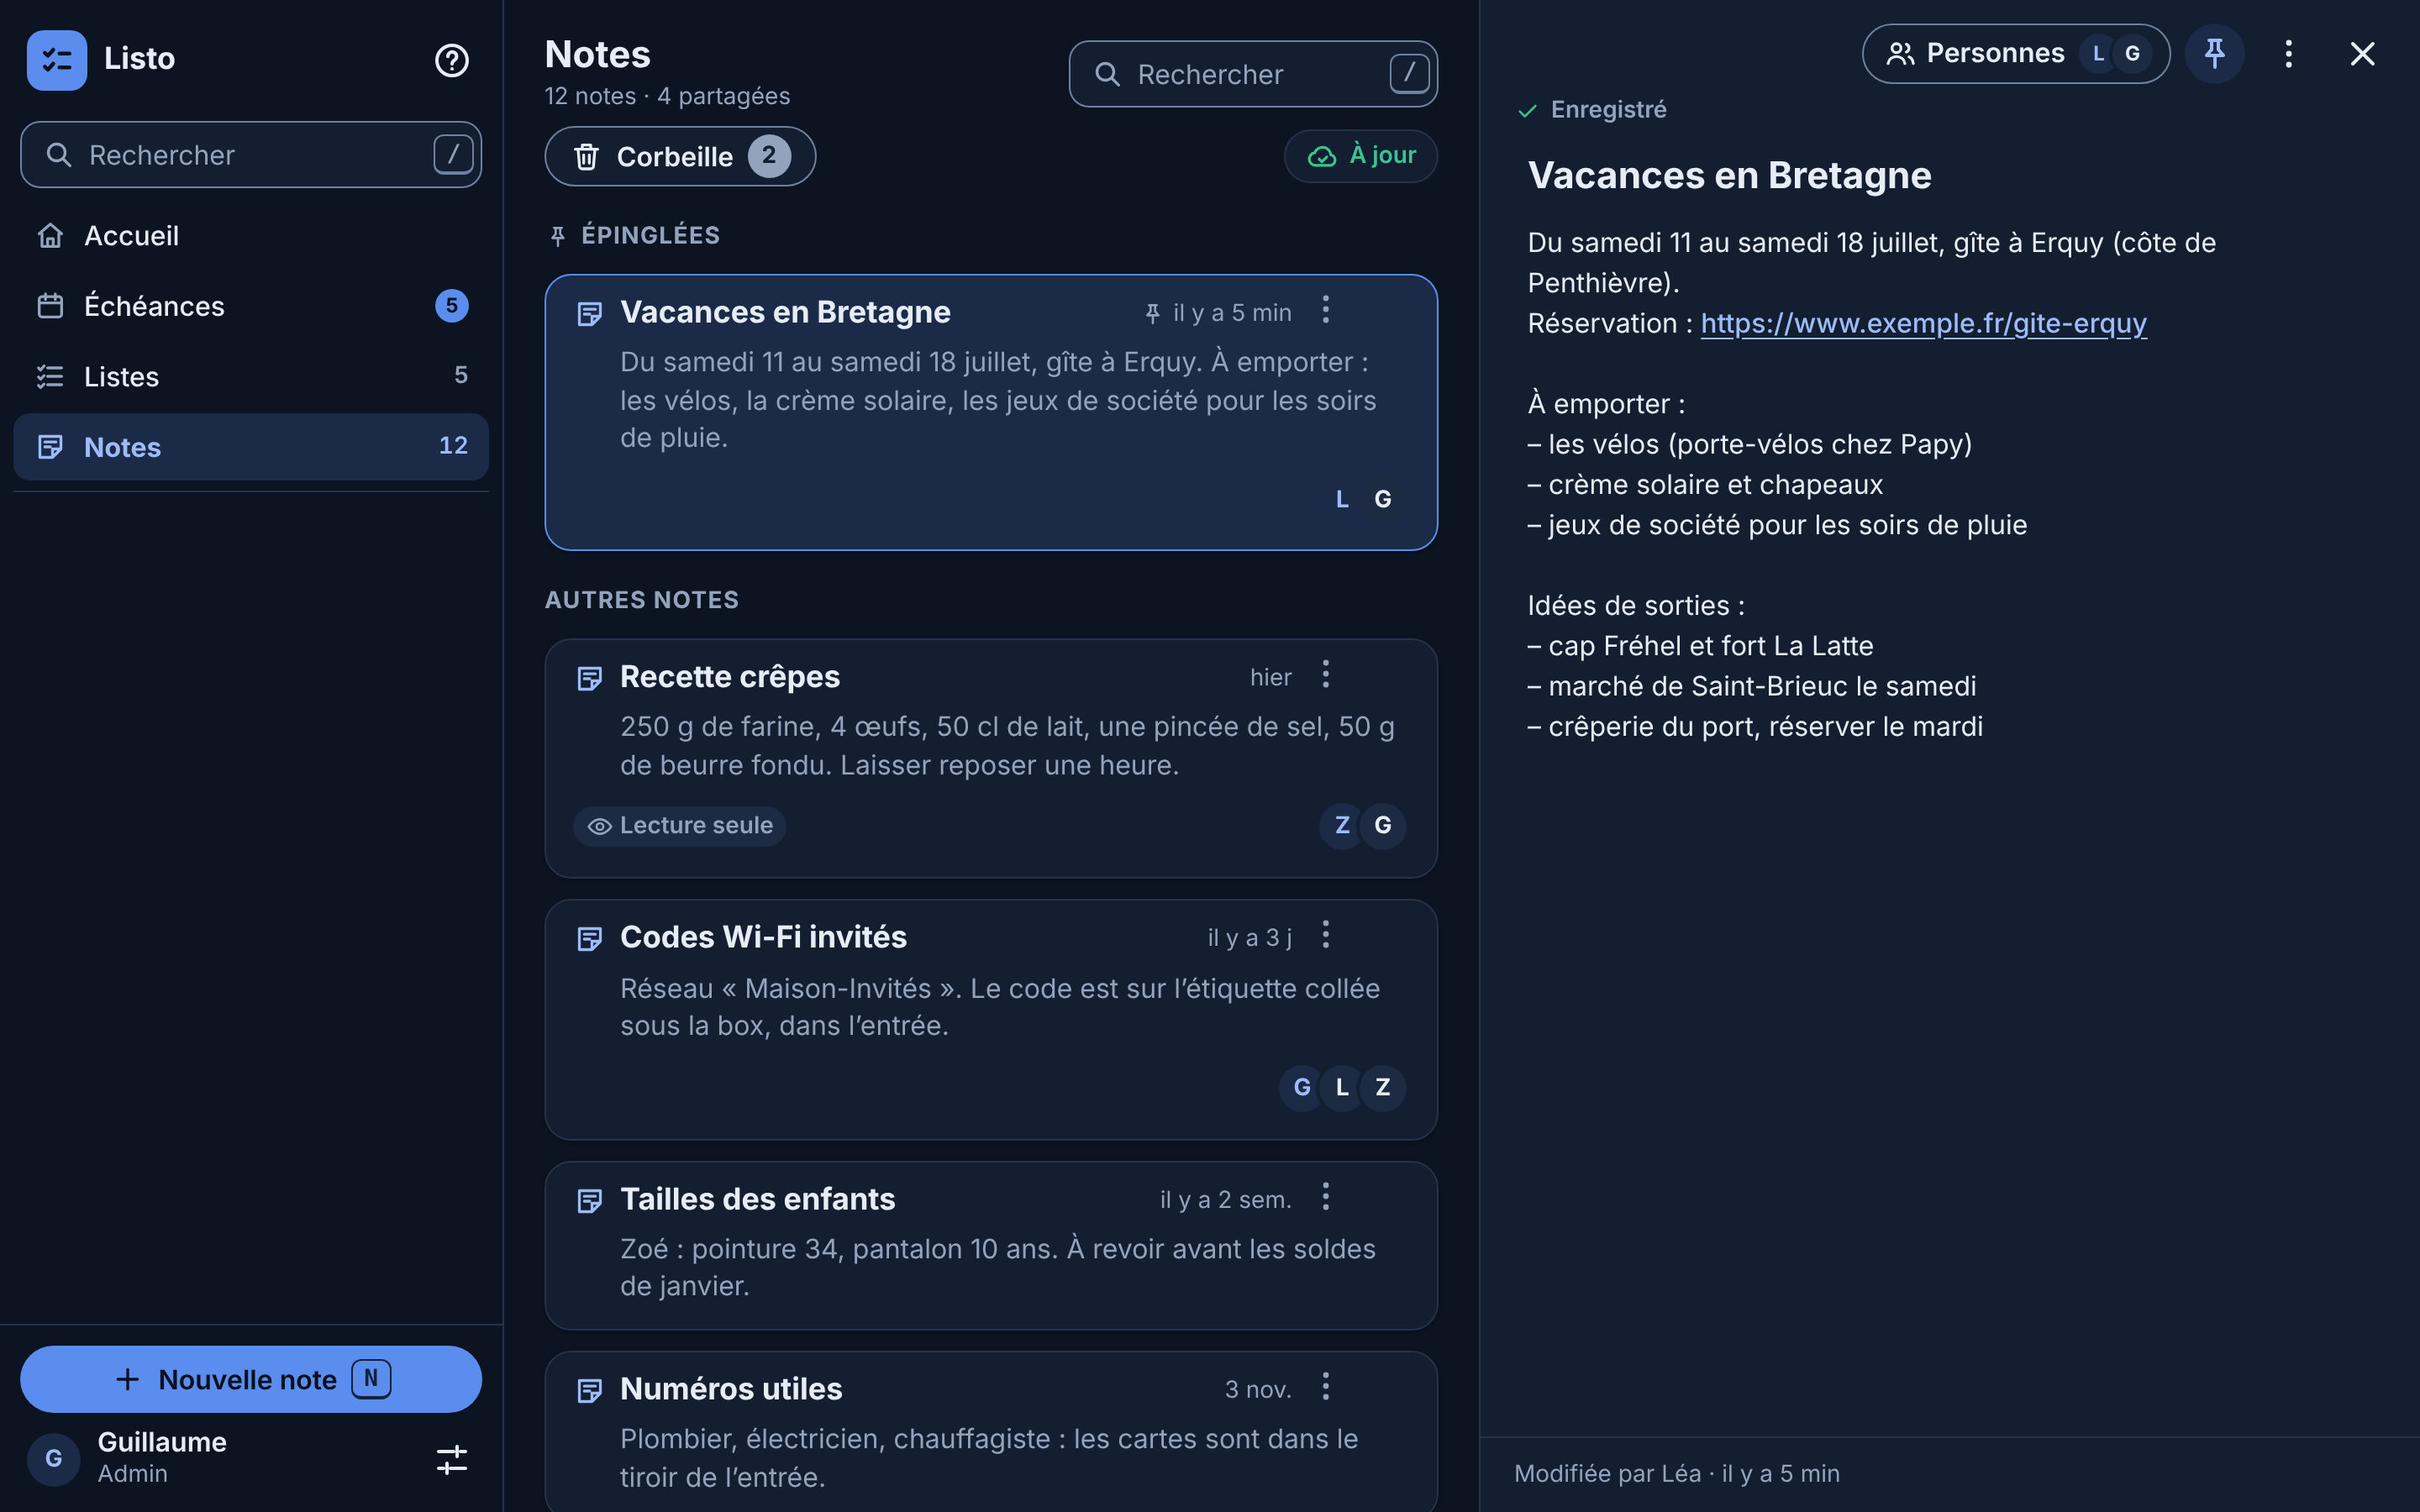 Listo
Rechercher /
Accueil
Échéances 5
Listes 5
Notes 12
Nouvelle note N
G
Guillaume
Admin
Notes
12 notes · 4 partagées
Rechercher /
Corbeille 2
À jour
ÉPINGLÉES
Vacances en Bretagne il y a 5 min
Du samedi 11 au samedi 18 juillet, gîte à Erquy. À emporter :
les vélos, la crème solaire, les jeux de société pour les soirs
de pluie.
L G
AUTRES NOTES
Recette crêpes hier
250 g de farine, 4 œufs, 50 cl de lait, une pincée de sel, 50 g
de beurre fondu. Laisser reposer une heure.
Lecture seule Z G
Codes Wi-Fi invités il y a 3 j
Réseau « Maison-Invités ». Le code est sur l’étiquette collée
sous la box, dans l’entrée.
G L Z
Tailles des enfants il y a 2 sem.
Zoé : pointure 34, pantalon 10 ans. À revoir avant les soldes
de janvier.
Numéros utiles 3 nov.
Plombier, électricien, chauffagiste : les cartes sont dans le
tiroir de l’entrée.
Personnes L G
Enregistré
Vacances en Bretagne
Du samedi 11 au samedi 18 juillet, gîte à Erquy (côte de
Penthièvre).
Réservation : https://www.exemple.fr/gite-erquy
À emporter :
– les vélos (porte-vélos chez Papy)
– crème solaire et chapeaux
– jeux de société pour les soirs de pluie
Idées de sorties :
– cap Fréhel et fort La Latte
– marché de Saint-Brieuc le samedi
– crêperie du port, réserver le mardi
Modifiée par Léa · il y a 5 min